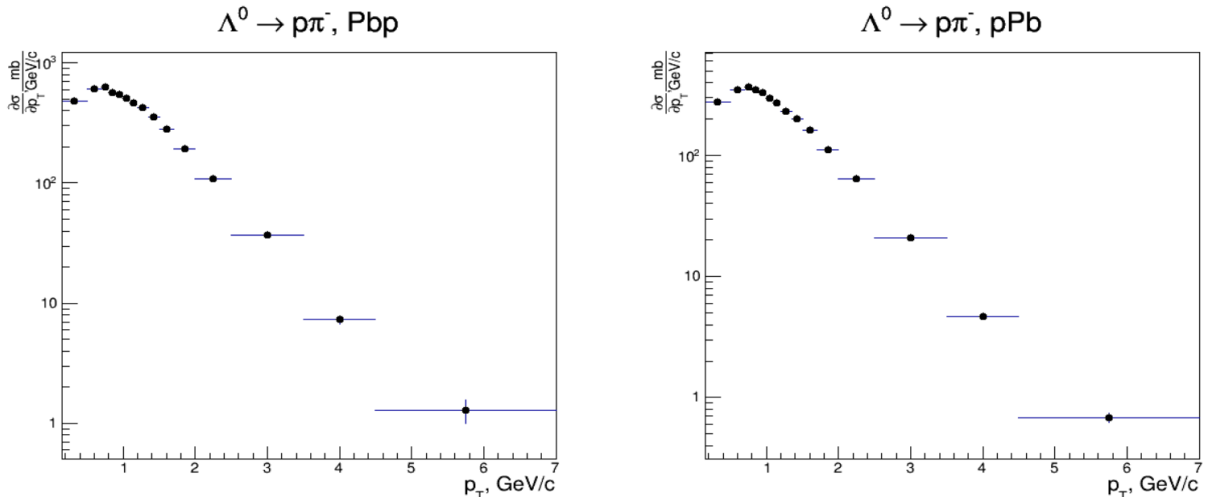 Λ⁰ → pπ⁻, Pbp
∂σ/∂p_T, mb/GeV/c
10³
10²
10
1
1 2 3 4 5 6 7
p_T, GeV/c
Λ⁰ → pπ⁻, pPb
∂σ/∂p_T, mb/GeV/c
10²
10
1
1 2 3 4 5 6 7
p_T, GeV/c